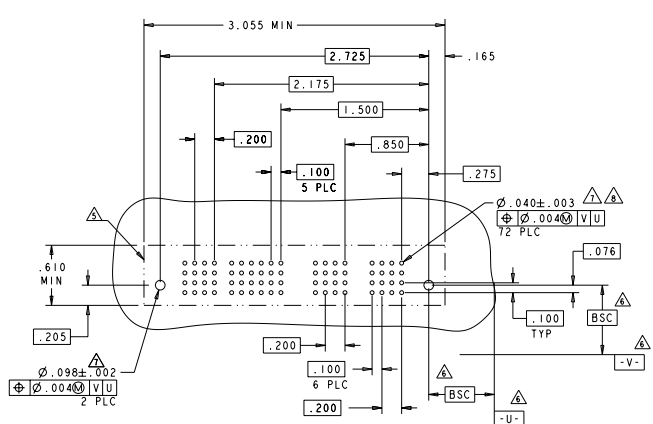 3.055 MIN
2.725
.165
2.175
1.500
.200
.850
.100
5 PLC
.275
Ø.040±.003 7 8
⌖ Ø.004Ⓜ V U
72 PLC
5
.076
.610
MIN
6
BSC
.100
TYP
6
-V-
.205
.200
7
Ø.098±.002
⌖ Ø.004Ⓜ V U
2 PLC
.100
6 PLC
6
BSC
6
.200
-U-